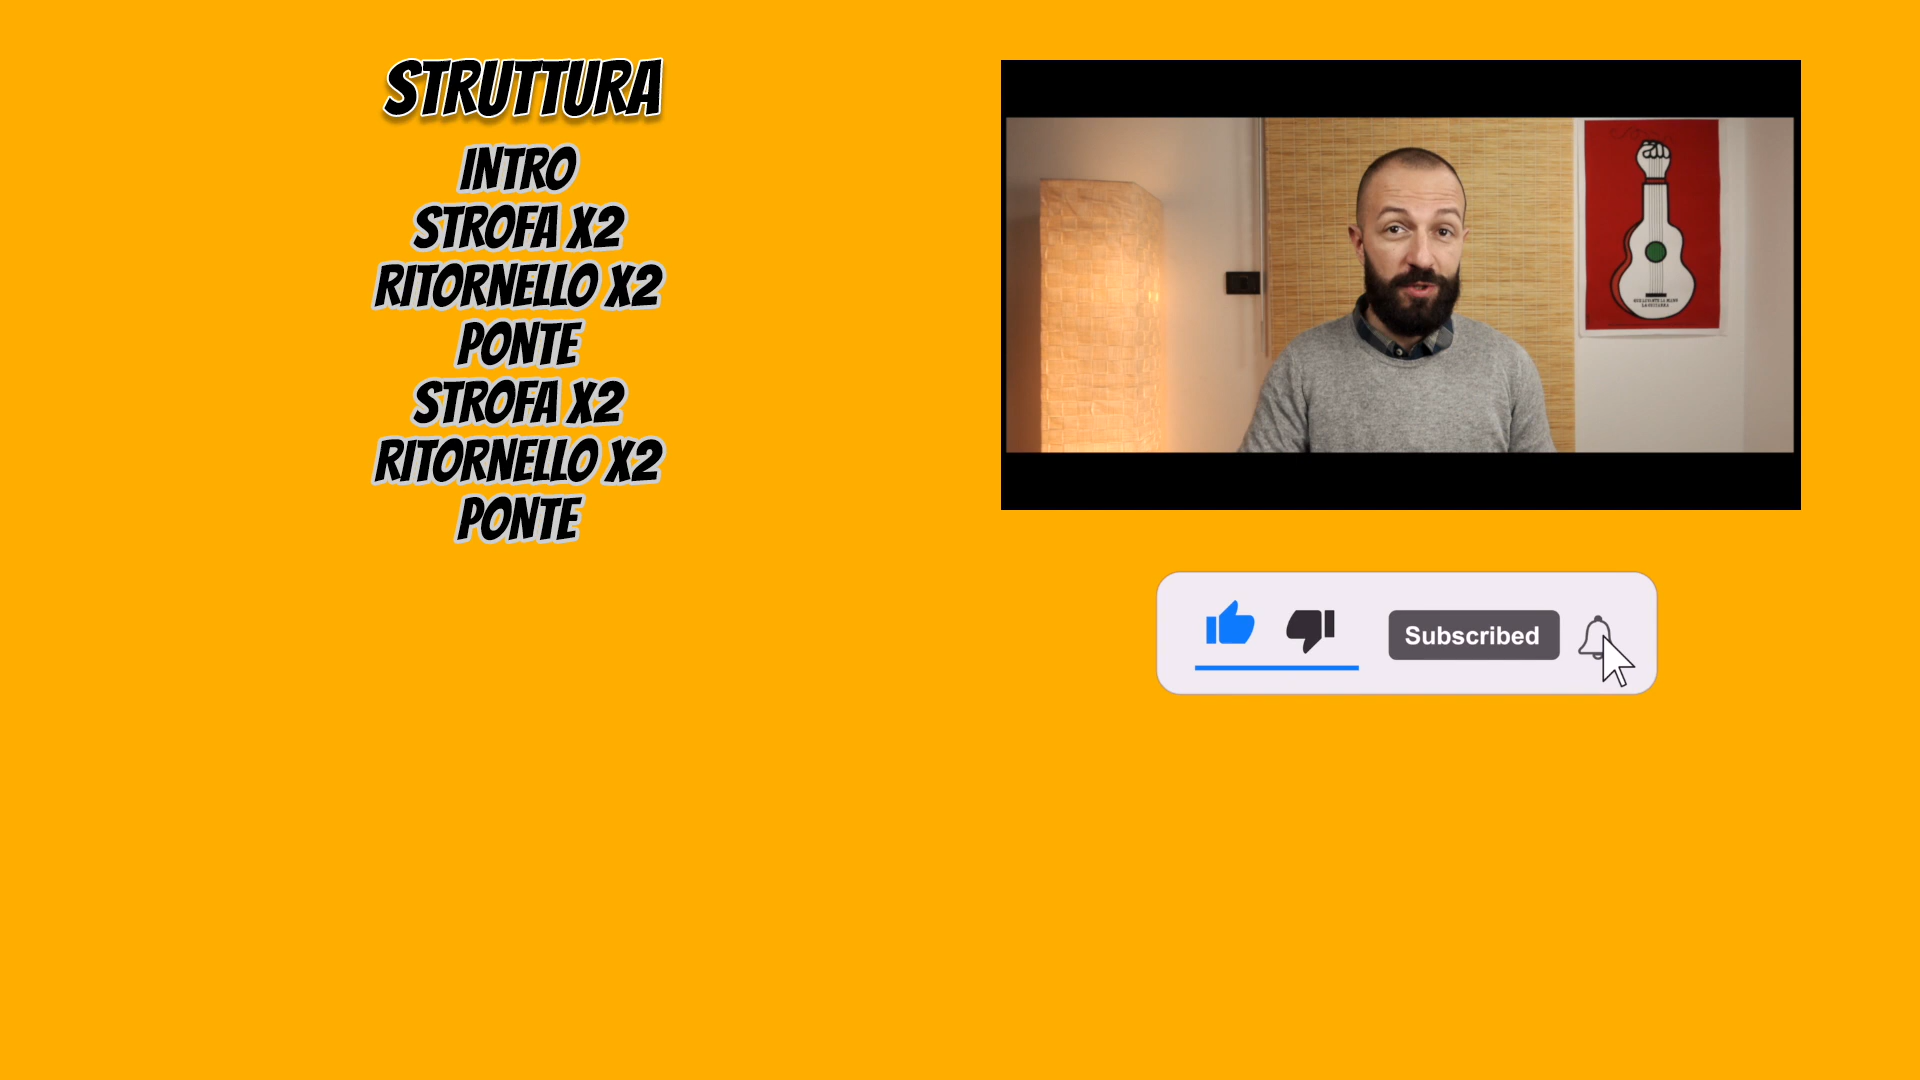 STRUTTURA
INTRO
STROFA X2
RITORNELLO X2
PONTE
STROFA X2
RITORNELLO X2
PONTE
Subscribed